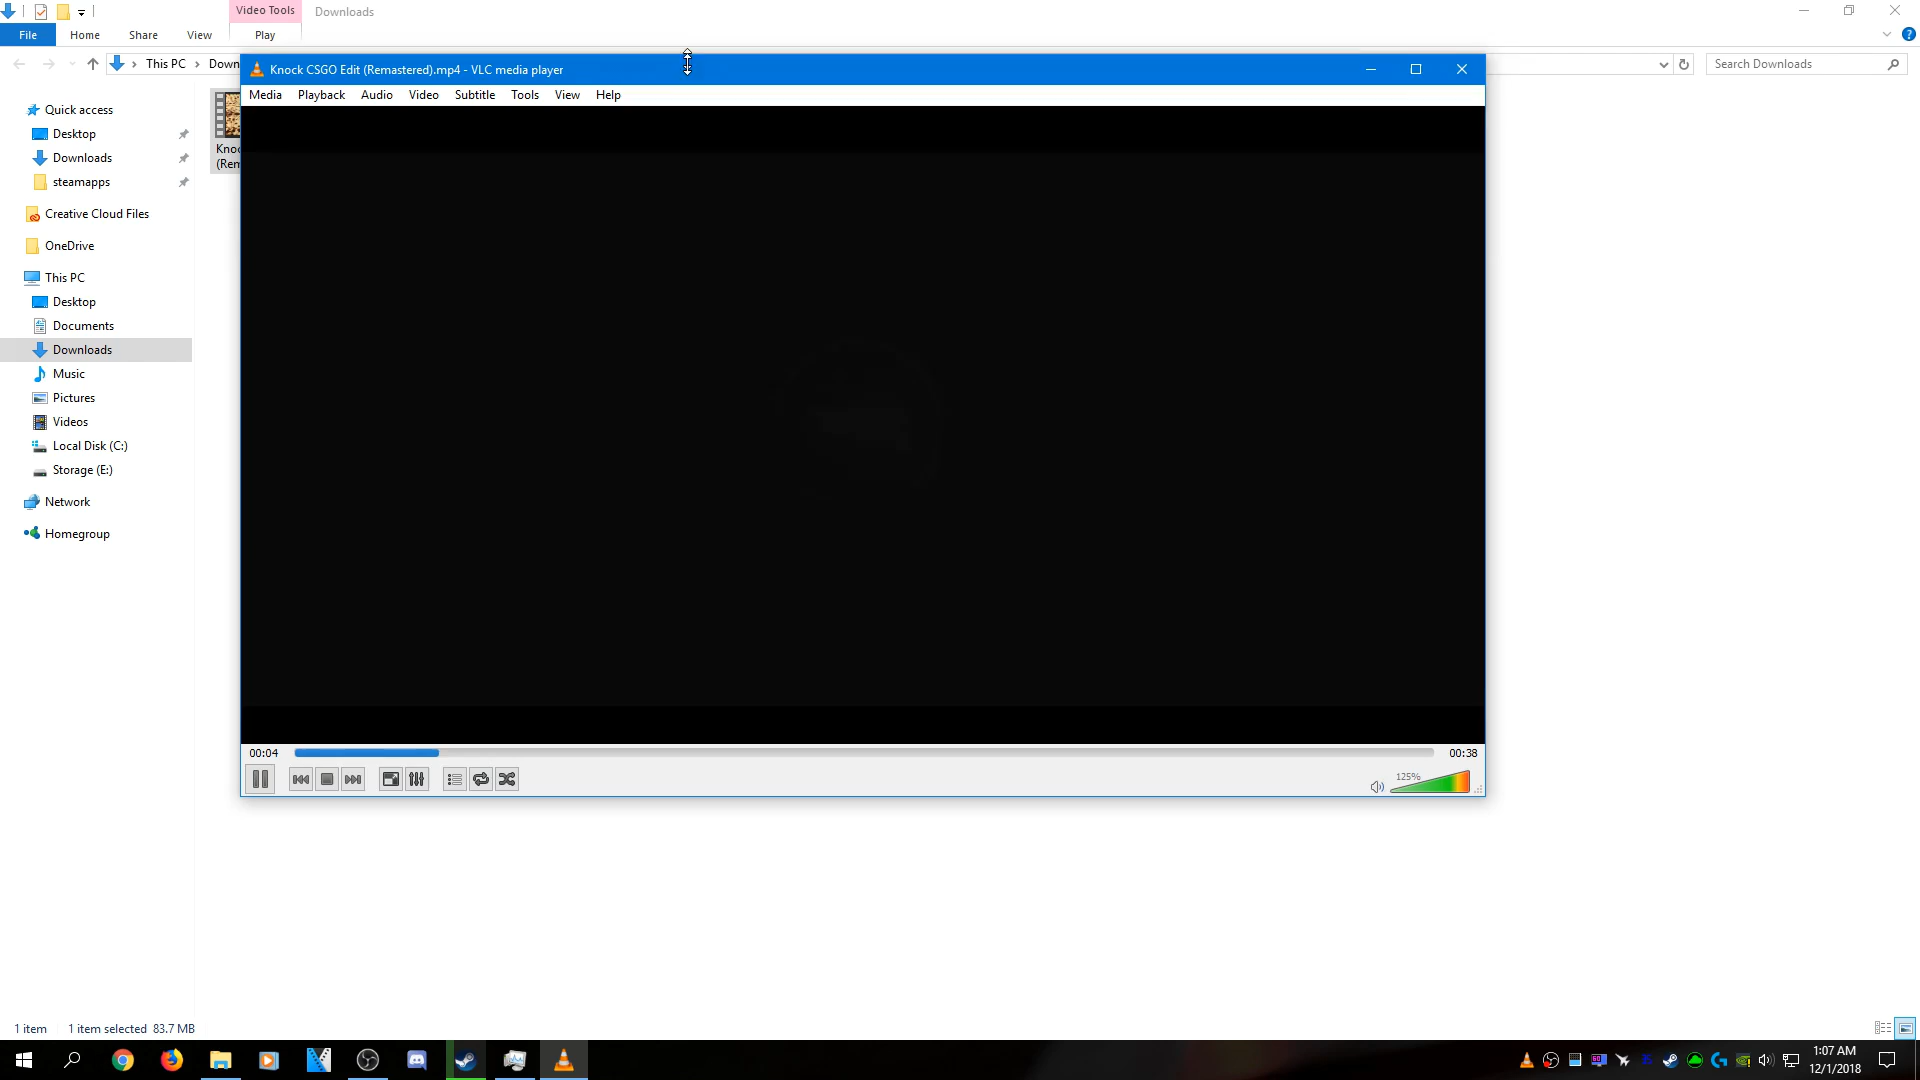 Video Tools
Downloads
File
Home
Share
View
Play
This PC
Down
Search Downloads
Knock CSGO Edit (Remastered).mp4 - VLC media player
Media
Playback
Audio
Video
Subtitle
Tools
View
Help
Quick access
Desktop
Downloads
steamapps
Creative Cloud Files
OneDrive
This PC
Desktop
Documents
Downloads
Music
Pictures
Videos
Local Disk (C:)
Storage (E:)
Network
Homegroup
Kno
(Rem
00:04
00:38
125%
1 item
1 item selected 83.7 MB
1:07 AM
12/1/2018